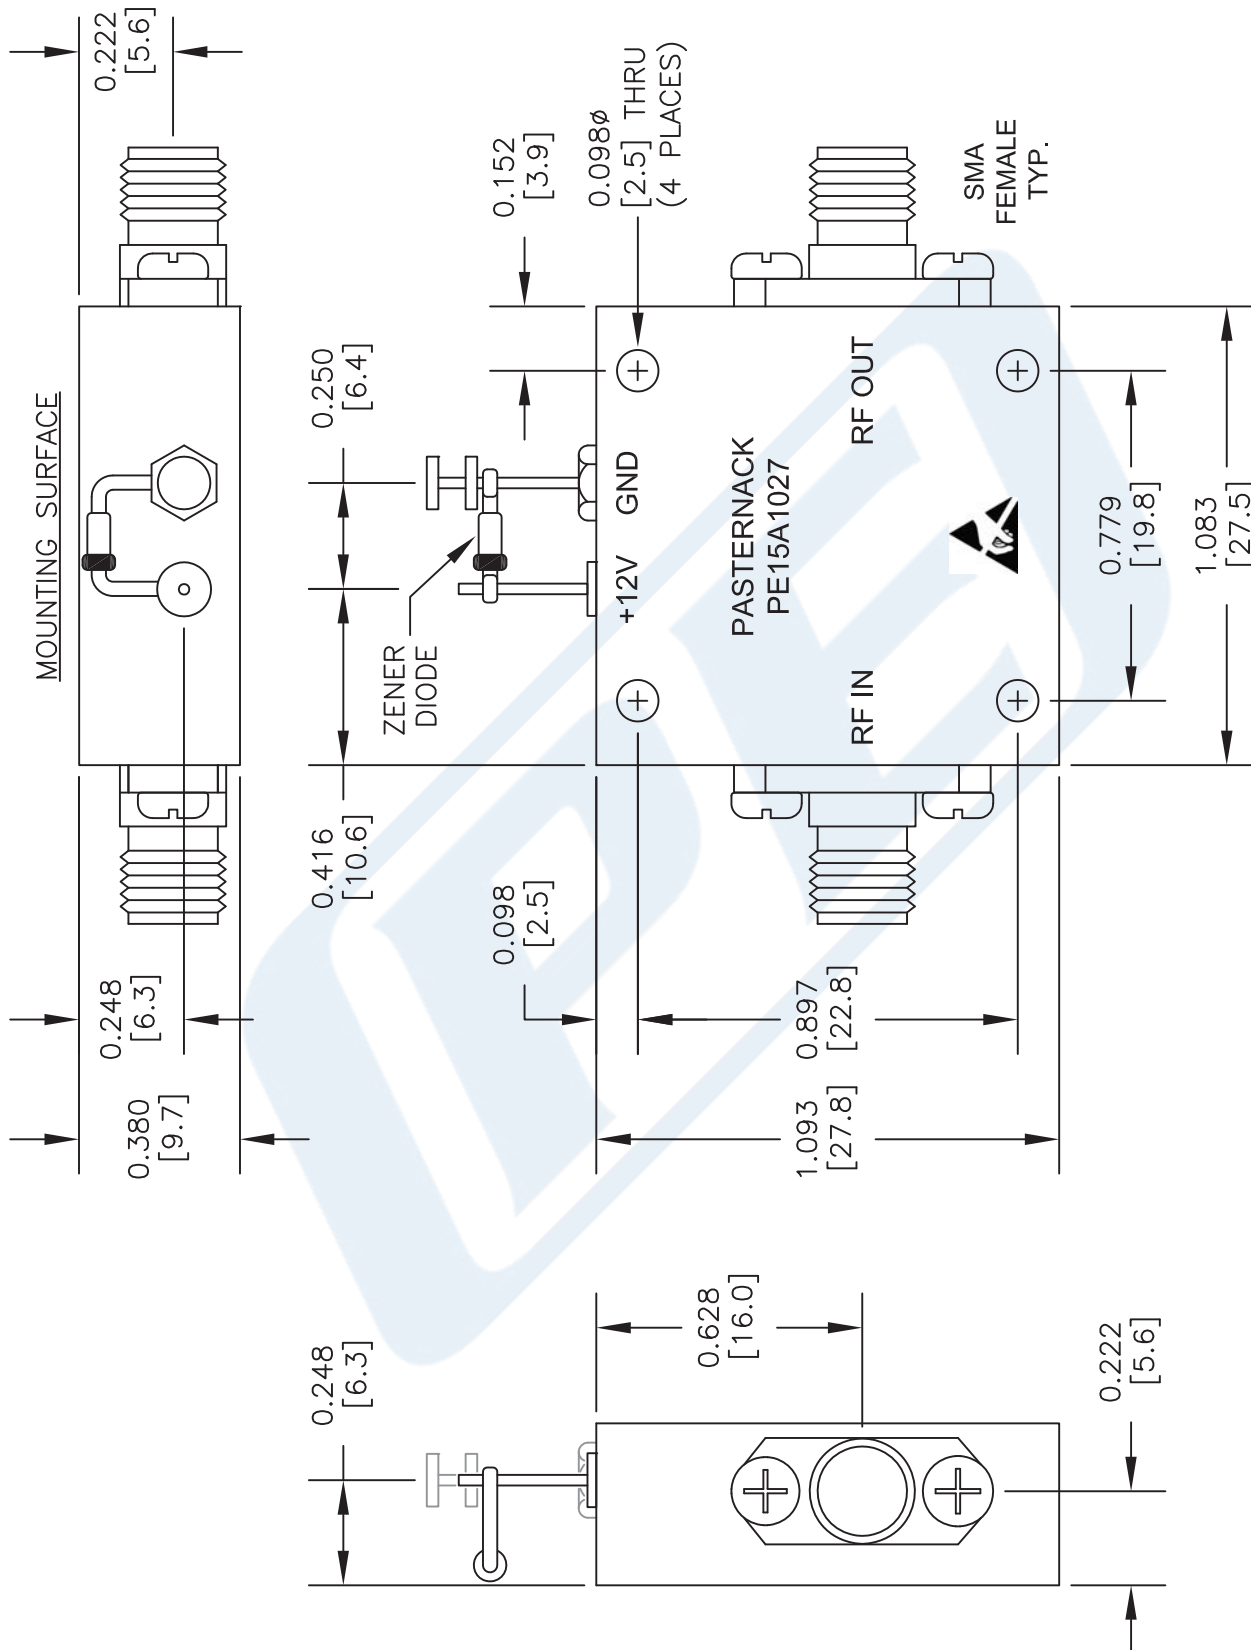 MOUNTING SURFACE
0.222
[5.6]
0.248
[6.3]
0.380
[9.7]
0.250
[6.4]
0.416
[10.6]
ZENER
DIODE
0.152
[3.9]
0.098ø
[2.5] THRU
(4 PLACES)
SMA
FEMALE
TYP.
+12V
GND
PASTERNACK
PE15A1027
RF IN
RF OUT
0.098
[2.5]
0.897
[22.8]
1.093
[27.8]
0.779
[19.8]
1.083
[27.5]
0.248
[6.3]
0.628
[16.0]
0.222
[5.6]
PE